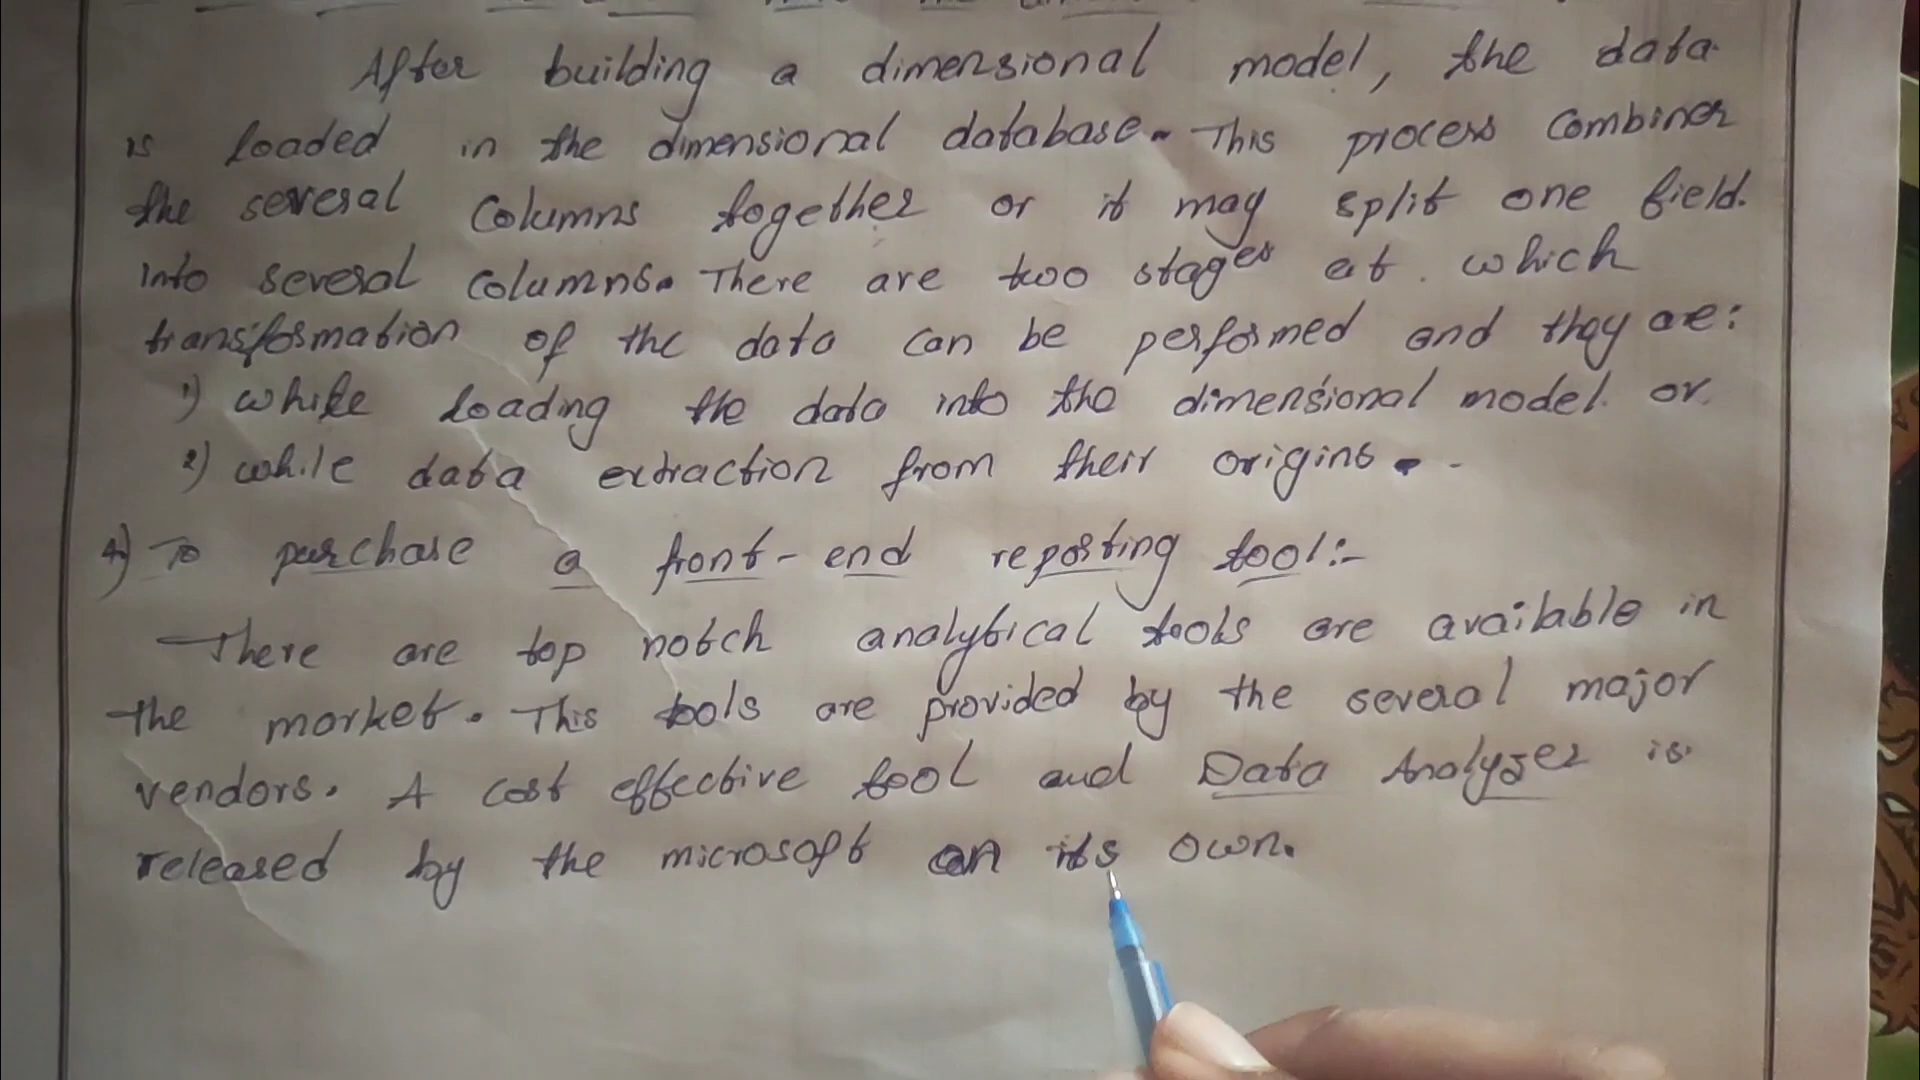 After building a dimensional model, the data
is loaded in the dimensional database. This process combines
the several columns together or it may split one field.
into several columns. There are two stages at which
transformation of the data can be performed and they are:
1) while loading the data into the dimensional model. or
2) while data extraction from their origins.
4) To purchase a front-end reporting tool:-
There are top notch analytical tools are available in
the market. This tools are provided by the several major
vendors. A cost effective tool and Data Analyzer is
released by the microsoft on its own.